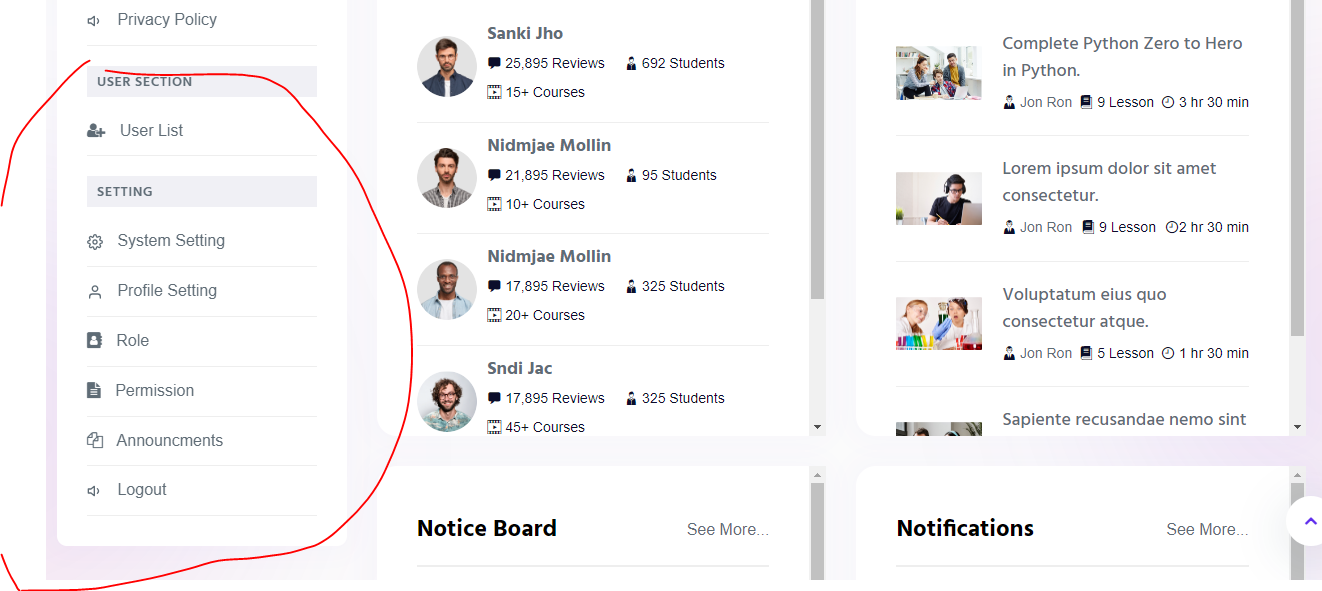 Privacy Policy
USER SECTION
User List
SETTING
System Setting
Profile Setting
Role
Permission
Announcments
Logout
Sanki Jho
25,895 Reviews 692 Students
15+ Courses
Nidmjae Mollin
21,895 Reviews 95 Students
10+ Courses
Nidmjae Mollin
17,895 Reviews 325 Students
20+ Courses
Sndi Jac
17,895 Reviews 325 Students
45+ Courses
Complete Python Zero to Hero
in Python.
Jon Ron 9 Lesson 3 hr 30 min
Lorem ipsum dolor sit amet
consectetur.
Jon Ron 9 Lesson 2 hr 30 min
Voluptatum eius quo
consectetur atque.
Jon Ron 5 Lesson 1 hr 30 min
Sapiente recusandae nemo sint
Notice Board See More...
Notifications See More...